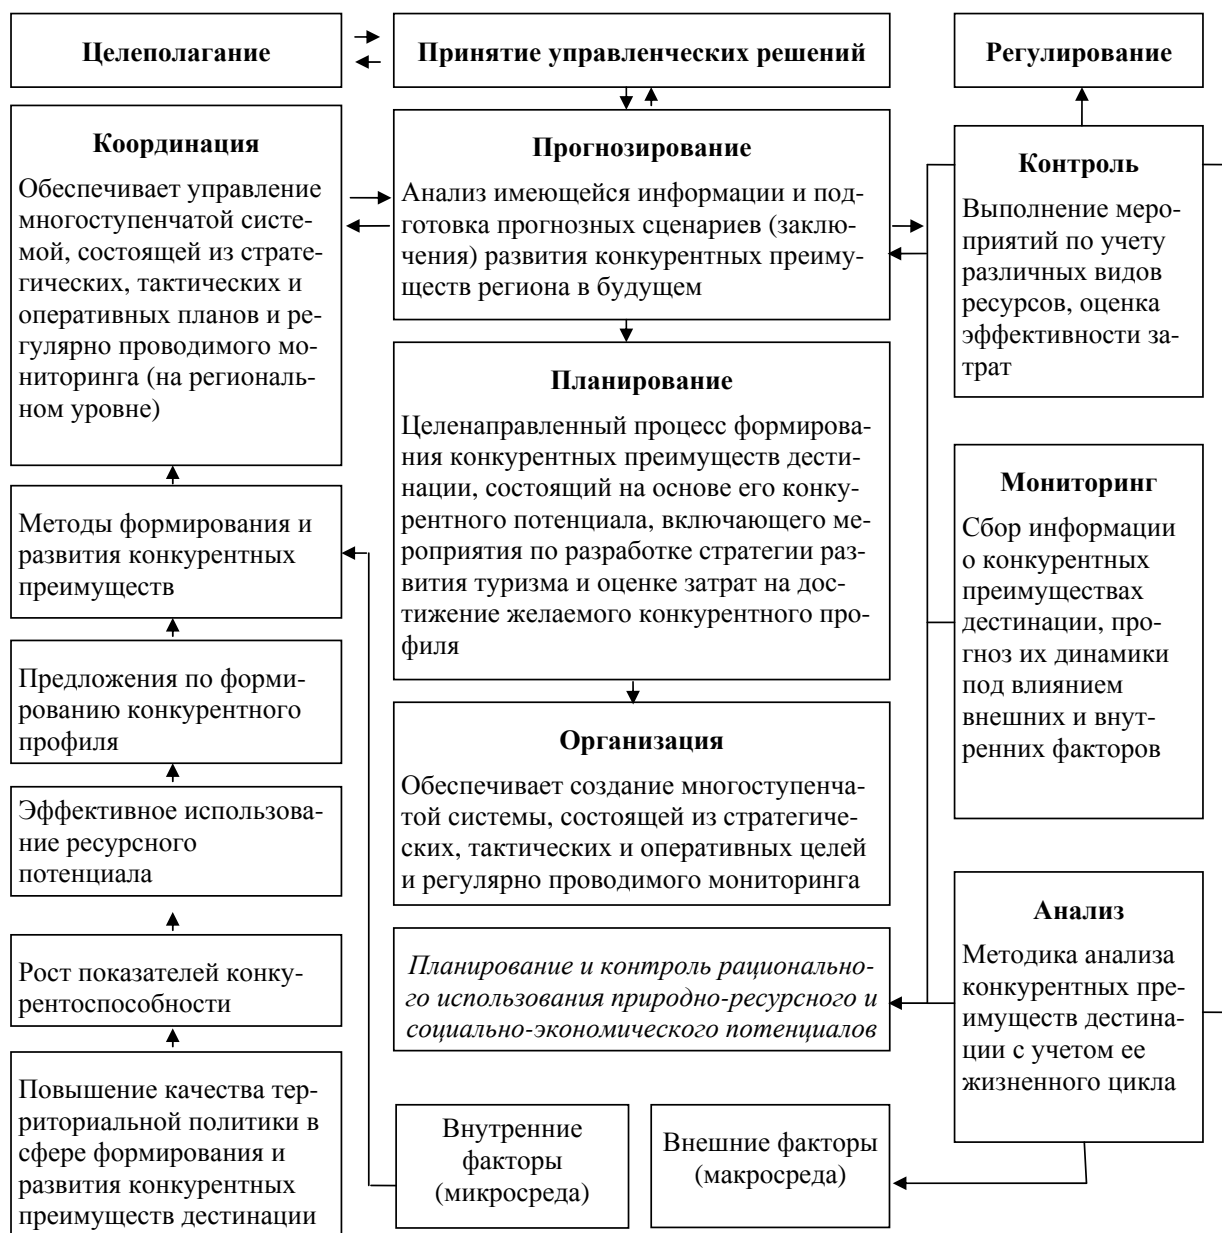 Целеполагание
Принятие управленческих решений
Регулирование
Координация
Обеспечивает управление
многоступенчатой систе-
мой, состоящей из страте-
гических, тактических и
оперативных планов и ре-
гулярно проводимого мо-
ниторинга (на региональ-
ном уровне)
Методы формирования и
развития конкурентных
преимуществ
Предложения по форми-
рованию конкурентного
профиля
Эффективное использова-
ние ресурсного
потенциала
Рост показателей конку-
рентоспособности
Повышение качества тер-
риториальной политики в
сфере формирования и
развития конкурентных
преимуществ дестинации
Прогнозирование
Анализ имеющейся информации и под-
готовка прогнозных сценариев (заклю-
чения) развития конкурентных преиму-
ществ региона в будущем
Планирование
Целенаправленный процесс формирова-
ния конкурентных преимуществ дести-
нации, состоящий на основе его конку-
рентного потенциала, включающего ме-
роприятия по разработке стратегии раз-
вития туризма и оценке затрат на дос-
тижение желаемого конкурентного про-
филя
Организация
Обеспечивает создание многоступенча-
той системы, состоящей из стратегиче-
ских, тактических и оперативных целей
и регулярно проводимого мониторинга
Планирование и контроль рационально-
го использования природно-ресурсного и
социально-экономического потенциалов
Внутренние
факторы
(микросреда)
Внешние факторы
(макросреда)
Контроль
Выполнение меро-
приятий по учету
различных видов
ресурсов, оценка
эффективности за-
трат
Мониторинг
Сбор информации
о конкурентных
преимуществах
дестинации, про-
гноз их динамики
под влиянием
внешних и внут-
ренних факторов
Анализ
Методика анализа
конкурентных пре-
имуществ дестина-
ции с учетом ее
жизненного цикла